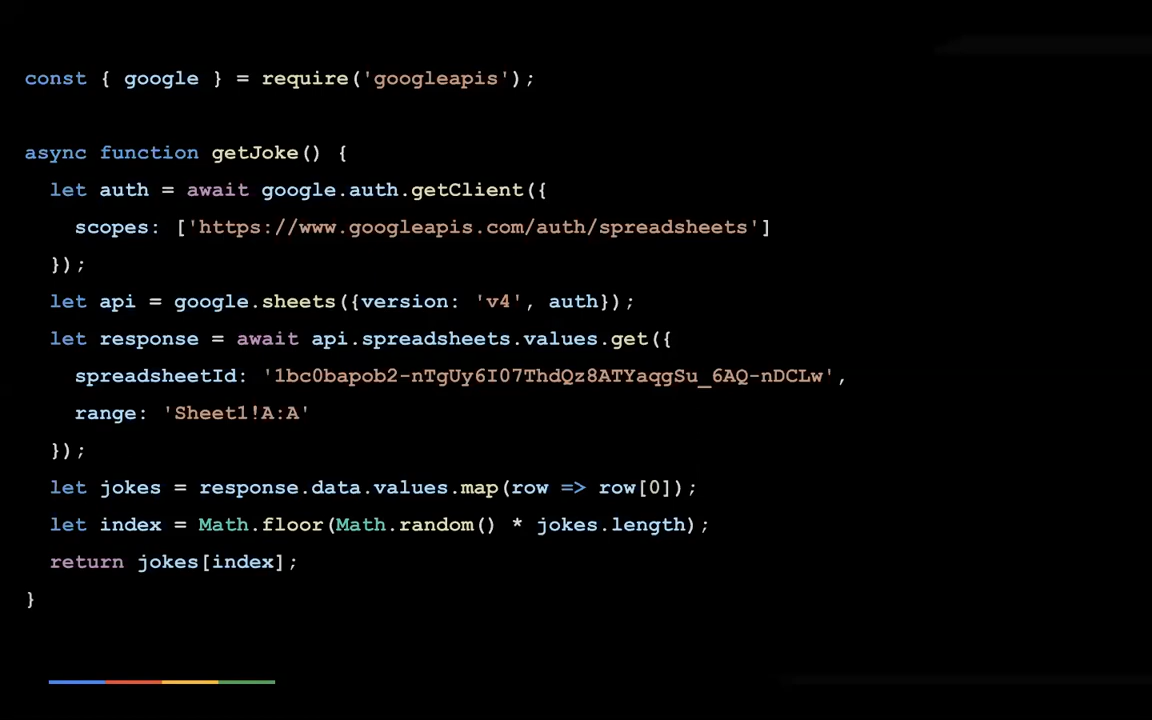 const { google } = require('googleapis');
async function getJoke() {
let auth = await google.auth.getClient({
scopes: ['https://www.googleapis.com/auth/spreadsheets']
});
let api = google.sheets({version: 'v4', auth});
let response = await api.spreadsheets.values.get({
spreadsheetId: '1bc0bapob2-nTgUy6I07ThdQz8ATYaqgSu_6AQ-nDCLw',
range: 'Sheet1!A:A'
});
let jokes = response.data.values.map(row => row[0]);
let index = Math.floor(Math.random() * jokes.length);
return jokes[index];
}